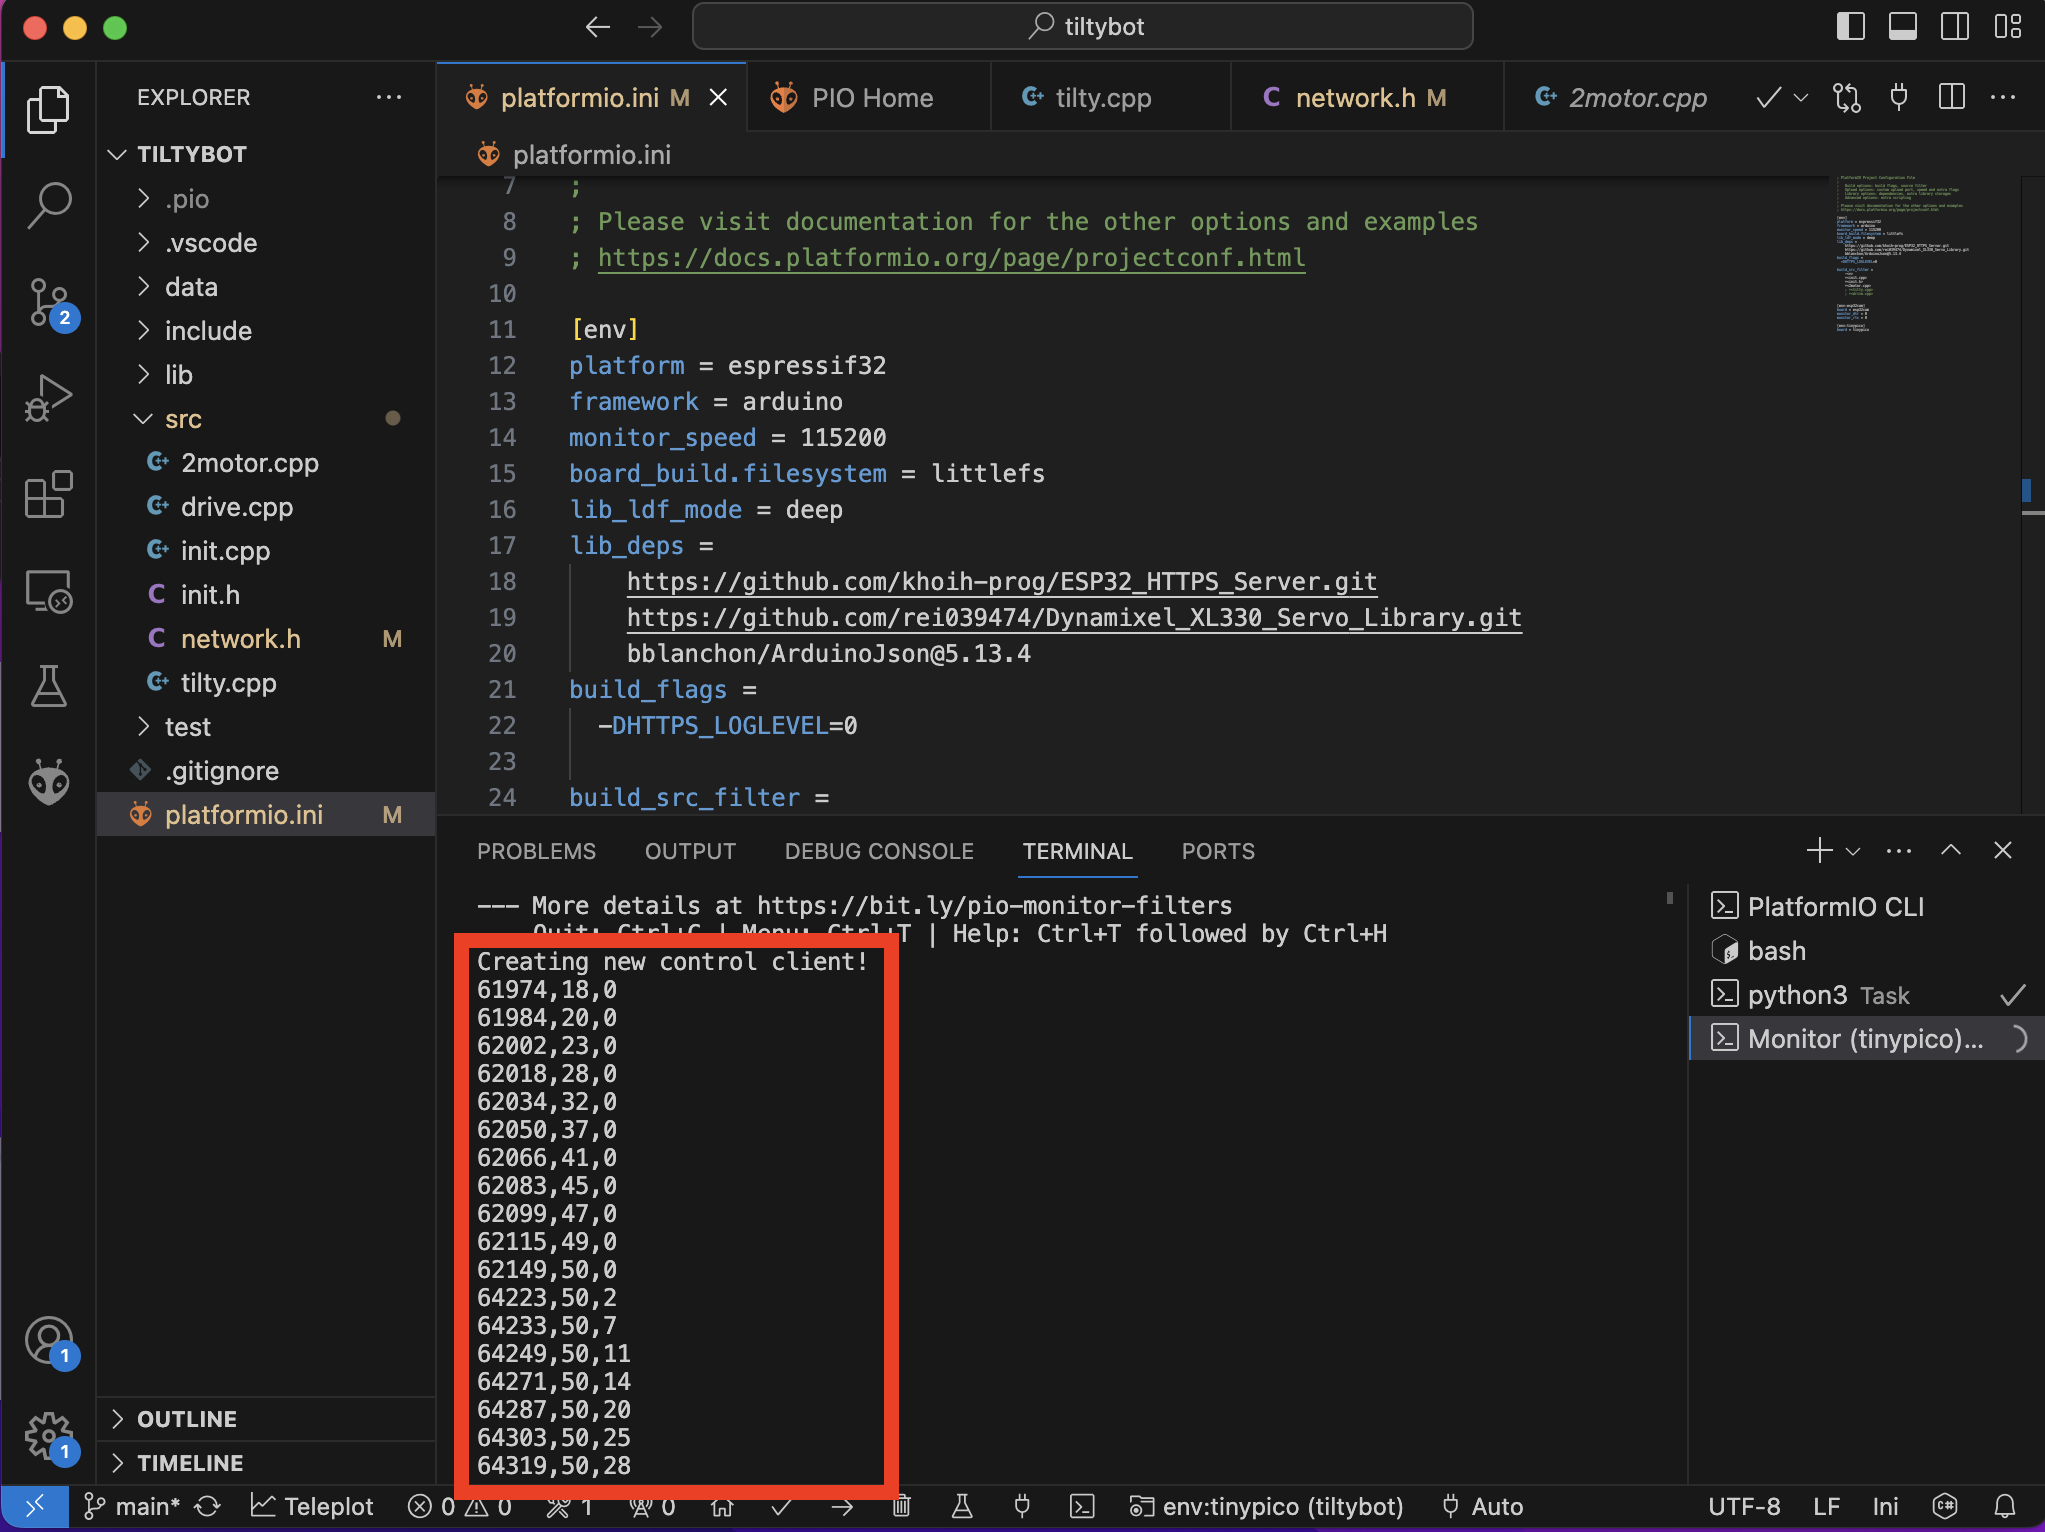 tiltybot
EXPLORER
TILTYBOT
.pio
.vscode
data
include
lib
src
2motor.cpp
drive.cpp
init.cpp
init.h
network.h M
tilty.cpp
test
.gitignore
platformio.ini M
OUTLINE
TIMELINE
2
1
1
platformio.ini M
PIO Home
tilty.cpp
network.h M
2motor.cpp
platformio.ini
7 ;
8 ; Please visit documentation for the other options and examples
9 ; https://docs.platformio.org/page/projectconf.html
10
11 [env]
12 platform = espressif32
13 framework = arduino
14 monitor_speed = 115200
15 board_build.filesystem = littlefs
16 lib_ldf_mode = deep
17 lib_deps =
18 https://github.com/khoih-prog/ESP32_HTTPS_Server.git
19 https://github.com/rei039474/Dynamixel_XL330_Servo_Library.git
20 bblanchon/ArduinoJson@5.13.4
21 build_flags =
22 -DHTTPS_LOGLEVEL=0
23
24 build_src_filter =
PROBLEMS OUTPUT DEBUG CONSOLE TERMINAL PORTS
--- More details at https://bit.ly/pio-monitor-filters
Quit: Ctrl+C | Menu: Ctrl+T | Help: Ctrl+T followed by Ctrl+H
Creating new control client!
61974,18,0
61984,20,0
62002,23,0
62018,28,0
62034,32,0
62050,37,0
62066,41,0
62083,45,0
62099,47,0
62115,49,0
62149,50,0
64223,50,2
64233,50,7
64249,50,11
64271,50,14
64287,50,20
64303,50,25
64319,50,28
PlatformIO CLI
bash
python3 Task
Monitor (tinypico)...
main* Teleplot 0 0 1 0 env:tinypico (tiltybot) Auto UTF-8 LF Ini